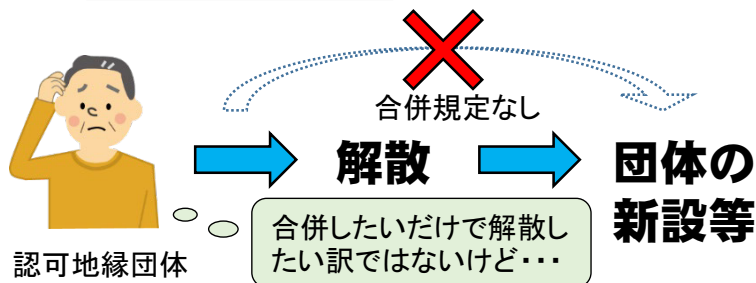 合併規定なし
解散
団体の
新設等
合併したいだけで解散し
たい訳ではないけど・・・
認可地縁団体